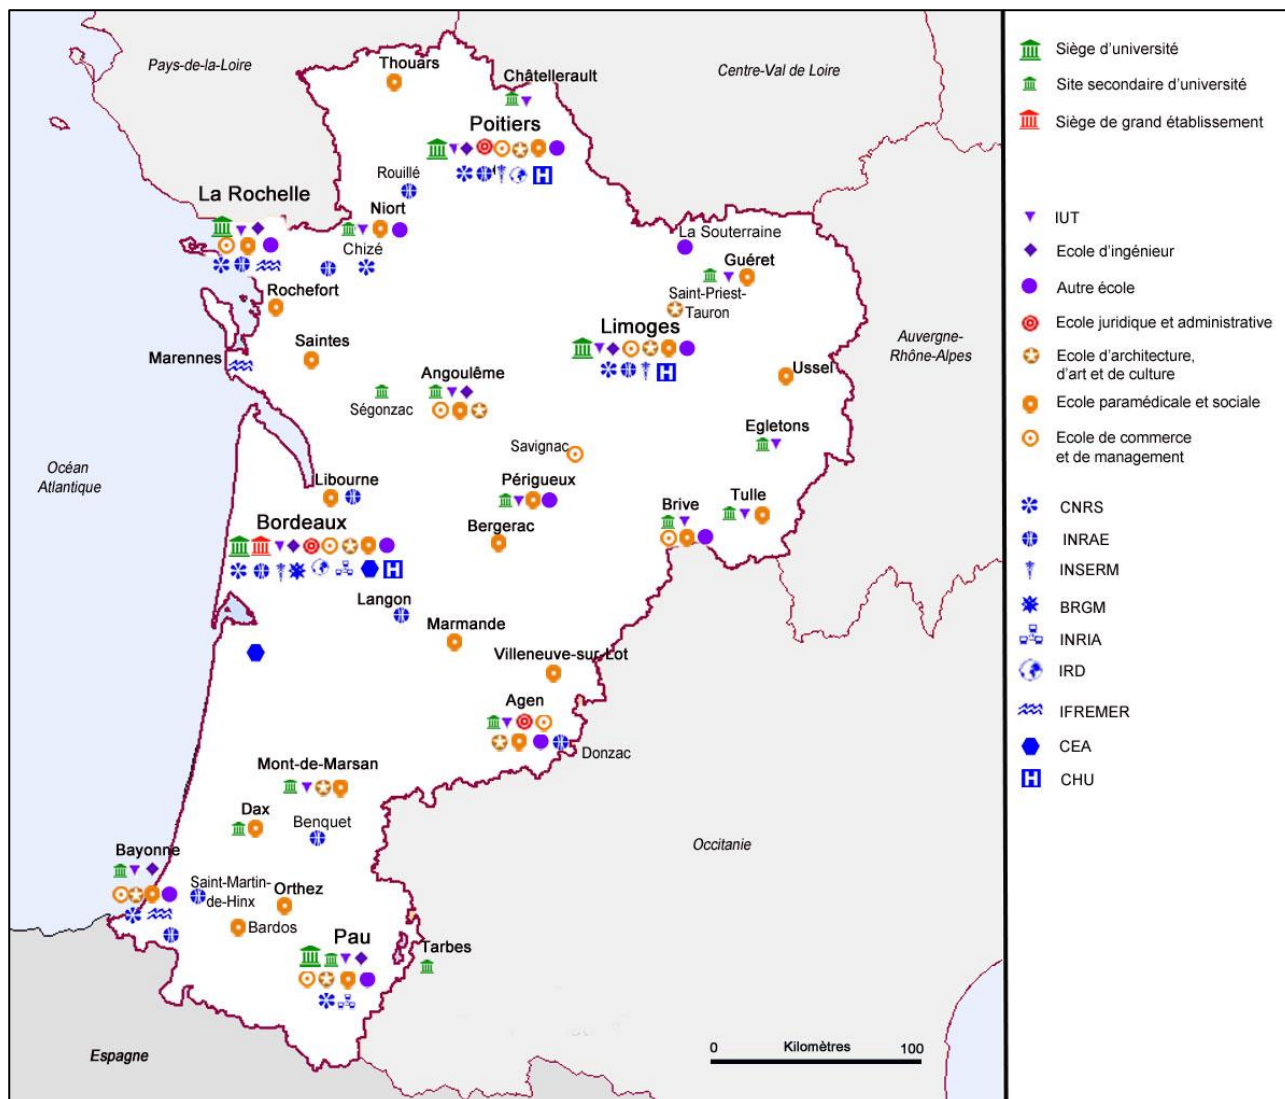 Pays-de-la-Loire
Thouars
Châtellerault
Centre-Val de Loire
Poitiers
Rouillé
La Rochelle
Niort
Chizé
La Souterraine
Guéret
Rochefort
Saint-Priest-
Tauron
Limoges
Auvergne-
Rhône-Alpes
Saintes
Marennes
Angoulême
Ussel
Ségonzac
Egletons
Savignac
Océan
Atlantique
Libourne
Périgueux
Brive
Tulle
Bordeaux
Bergerac
Langon
Marmande
Villeneuve-sur-Lot
Agen
Donzac
Mont-de-Marsan
Dax
Benquet
Occitanie
Bayonne
Saint-Martin-
de-Hinx
Orthez
Bardos
Pau
Tarbes
Espagne
0 Kilomètres 100
Siège d'université
Site secondaire d'université
Siège de grand établissement
IUT
Ecole d'ingénieur
Autre école
Ecole juridique et administrative
Ecole d'architecture,
d'art et de culture
Ecole paramédicale et sociale
Ecole de commerce
et de management
CNRS
INRAE
INSERM
BRGM
INRIA
IRD
IFREMER
CEA
H CHU